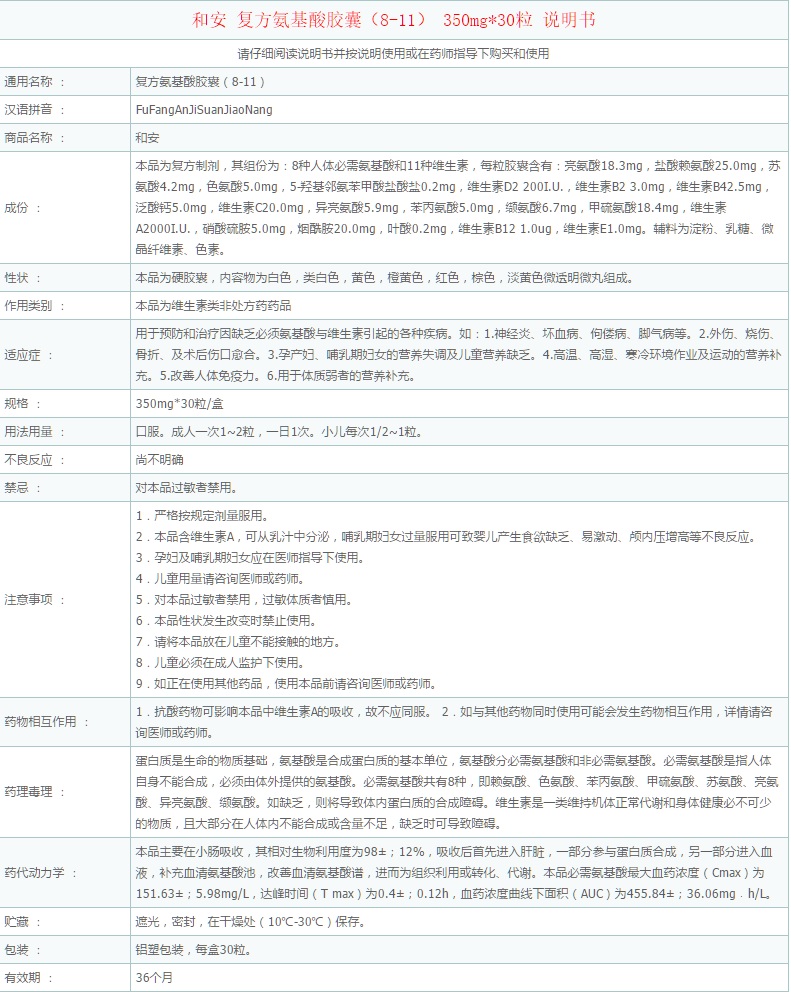 和安 复方氨基酸胶囊（8-11） 350mg*30粒 说明书
请仔细阅读说明书并按说明使用或在药师指导下购买和使用
通用名称 ： 复方氨基酸胶囊（8-11）
汉语拼音 ： FuFangAnJiSuanJiaoNang
商品名称 ： 和安
成份 ：
本品为复方制剂，其组份为：8种人体必需氨基酸和11种维生素，每粒胶囊含有：亮氨酸18.3mg，盐酸赖氨酸25.0mg，苏
氨酸4.2mg，色氨酸5.0mg，5-羟基邻氨苯甲酸盐酸盐0.2mg，维生素D2 200I.U.，维生素B2 3.0mg，维生素B42.5mg，
泛酸钙5.0mg，维生素C20.0mg，异亮氨酸5.9mg，苯丙氨酸5.0mg，缬氨酸6.7mg，甲硫氨酸18.4mg，维生素
A2000I.U.，硝酸硫胺5.0mg，烟酰胺20.0mg，叶酸0.2mg，维生素B12 1.0ug，维生素E1.0mg。辅料为淀粉、乳糖、微
晶纤维素、色素。
性状 ： 本品为硬胶囊，内容物为白色，类白色，黄色，橙黄色，红色，棕色，淡黄色微透明微丸组成。
作用类别 ： 本品为维生素类非处方药药品
适应症 ：
用于预防和治疗因缺乏必须氨基酸与维生素引起的各种疾病。如：1.神经炎、坏血病、佝偻病、脚气病等。2.外伤、烧伤、
骨折、及术后伤口愈合。3.孕产妇、哺乳期妇女的营养失调及儿童营养缺乏。4.高温、高湿、寒冷环境作业及运动的营养补
充。5.改善人体免疫力。6.用于体质弱者的营养补充。
规格 ： 350mg*30粒/盒
用法用量 ： 口服。成人一次1~2粒，一日1次。小儿每次1/2~1粒。
不良反应 ： 尚不明确
禁忌 ： 对本品过敏者禁用。
注意事项 ：
1．严格按规定剂量服用。
2．本品含维生素A，可从乳汁中分泌，哺乳期妇女过量服用可致婴儿产生食欲缺乏、易激动、颅内压增高等不良反应。
3．孕妇及哺乳期妇女应在医师指导下使用。
4．儿童用量请咨询医师或药师。
5．对本品过敏者禁用，过敏体质者慎用。
6．本品性状发生改变时禁止使用。
7．请将本品放在儿童不能接触的地方。
8．儿童必须在成人监护下使用。
9．如正在使用其他药品，使用本品前请咨询医师或药师。
药物相互作用 ：
1．抗酸药物可影响本品中维生素A的吸收，故不应同服。 2．如与其他药物同时使用可能会发生药物相互作用，详情请咨
询医师或药师。
药理毒理 ：
蛋白质是生命的物质基础，氨基酸是合成蛋白质的基本单位，氨基酸分必需氨基酸和非必需氨基酸。必需氨基酸是指人体
自身不能合成，必须由体外提供的氨基酸。必需氨基酸共有8种，即赖氨酸、色氨酸、苯丙氨酸、甲硫氨酸、苏氨酸、亮氨
酸、异亮氨酸、缬氨酸。如缺乏，则将导致体内蛋白质的合成障碍。维生素是一类维持机体正常代谢和身体健康必不可少
的物质，且大部分在人体内不能合成或含量不足，缺乏时可导致障碍。
药代动力学 ：
本品主要在小肠吸收，其相对生物利用度为98±；12%，吸收后首先进入肝脏，一部分参与蛋白质合成，另一部分进入血
液，补充血清氨基酸池，改善血清氨基酸谱，进而为组织利用或转化、代谢。本品必需氨基酸最大血药浓度（Cmax）为
151.63±；5.98mg/L，达峰时间（T max）为0.4±；0.12h，血药浓度曲线下面积（AUC）为455.84±；36.06mg．h/L。
贮藏 ： 遮光，密封，在干燥处（10℃-30℃）保存。
包装 ： 铝塑包装，每盒30粒。
有效期 ： 36个月